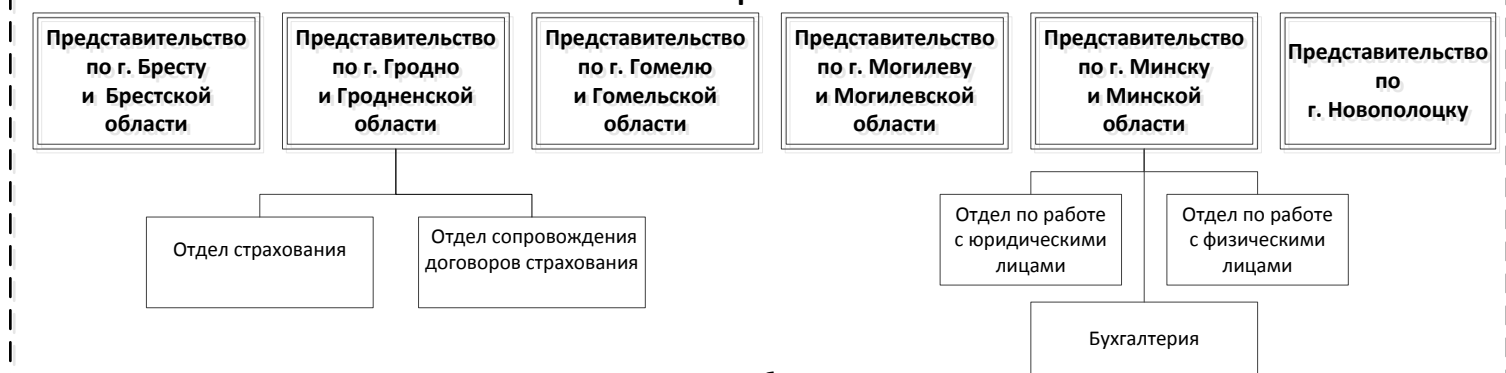 Представительство
по г. Бресту
и Брестской
области
Представительство
по г. Гродно
и Гродненской
области
Представительство
по г. Гомелю
и Гомельской
области
Представительство
по г. Могилеву
и Могилевской
области
Представительство
по г. Минску
и Минской
области
Представительство
по
г. Новополоцку
Отдел страхования
Отдел сопровождения
договоров страхования
Отдел по работе
с юридическими
лицами
Отдел по работе
с физическими
лицами
Бухгалтерия